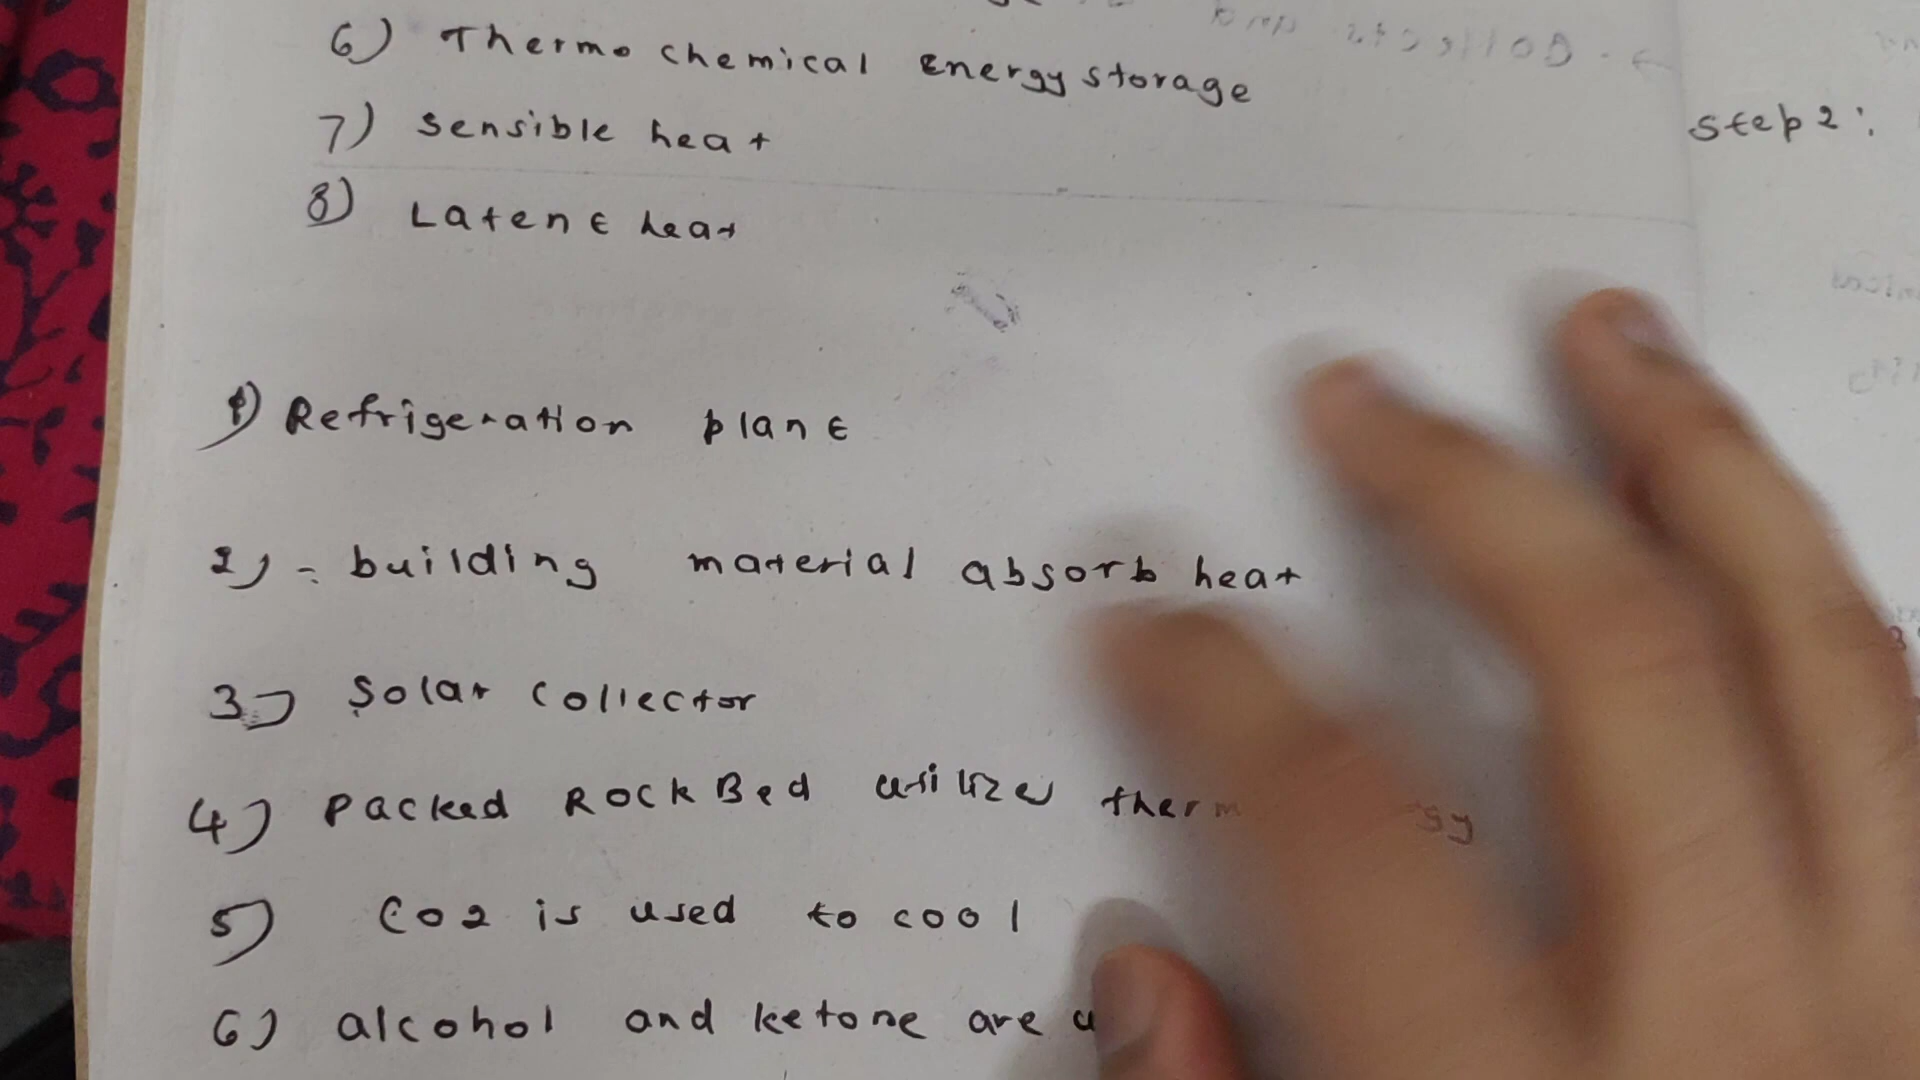 6) Thermo chemical Energy storage
7) sensible heat
8) Latent heat
step 2:
1) Refrigeration plant
2) - building material absorb heat
3) Solar collector
4) Packed Rock Bed utilizes
5) CO2 is used to cool
6) alcohol and ketone are